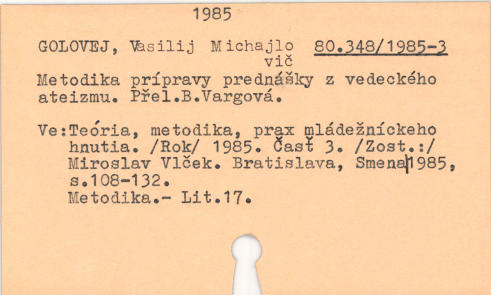 1985
GOLOVEJ, Vasilij Michajlo 80.348/1985-3
vič
Metodika prípravy prednášky z vedeckého
ateizmu. Přel.B.Vargová.
Ve:Teória, metodika, prax mládežníckeho
hnutia. /Rok/ 1985. Časť 3. /Zost.:/
Miroslav Vlček. Bratislava, Smena 1985,
s.108-132.
Metodika.- Lit.17.